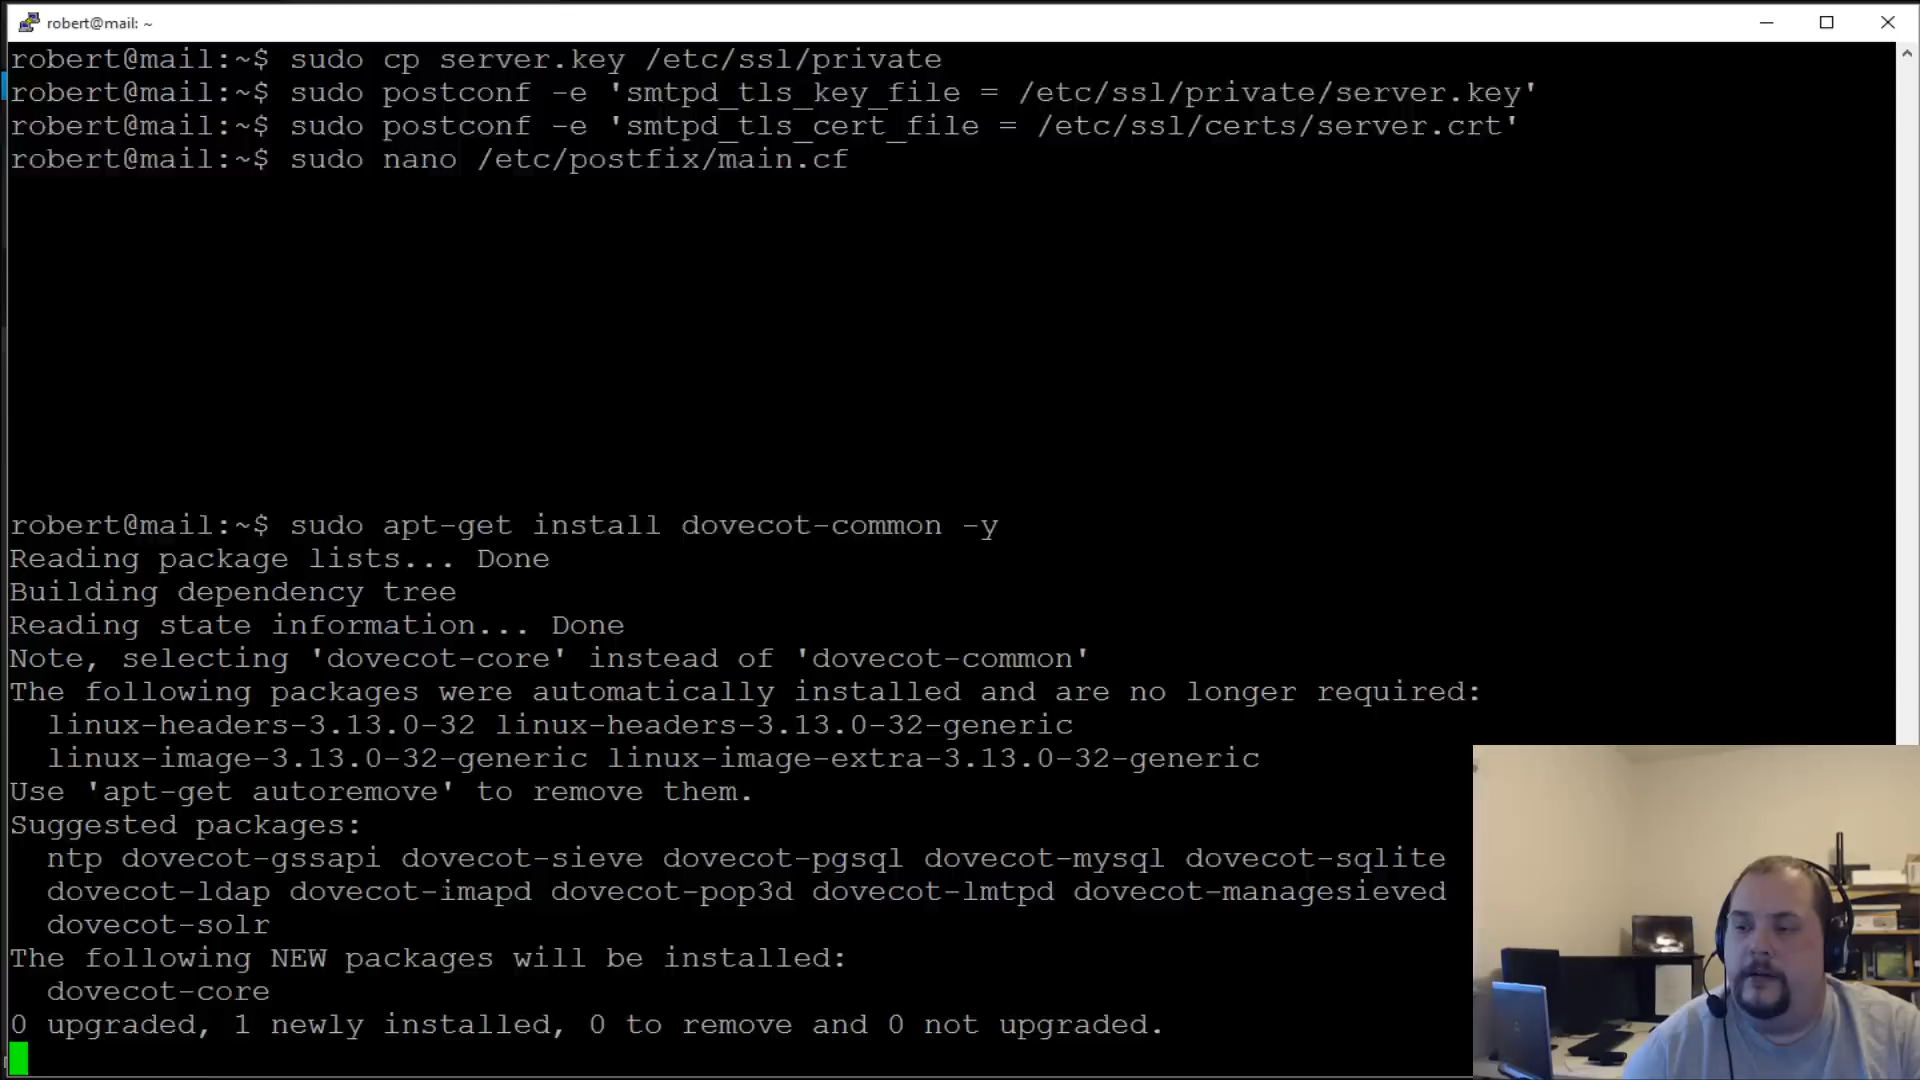 robert@mail: ~
robert@mail:~$ sudo cp server.key /etc/ssl/private
robert@mail:~$ sudo postconf -e 'smtpd_tls_key_file = /etc/ssl/private/server.key'
robert@mail:~$ sudo postconf -e 'smtpd_tls_cert_file = /etc/ssl/certs/server.crt'
robert@mail:~$ sudo nano /etc/postfix/main.cf
robert@mail:~$ sudo apt-get install dovecot-common -y
Reading package lists... Done
Building dependency tree
Reading state information... Done
Note, selecting 'dovecot-core' instead of 'dovecot-common'
The following packages were automatically installed and are no longer required:
linux-headers-3.13.0-32 linux-headers-3.13.0-32-generic
linux-image-3.13.0-32-generic linux-image-extra-3.13.0-32-generic
Use 'apt-get autoremove' to remove them.
Suggested packages:
ntp dovecot-gssapi dovecot-sieve dovecot-pgsql dovecot-mysql dovecot-sqlite
dovecot-ldap dovecot-imapd dovecot-pop3d dovecot-lmtpd dovecot-managesieved
dovecot-solr
The following NEW packages will be installed:
dovecot-core
0 upgraded, 1 newly installed, 0 to remove and 0 not upgraded.